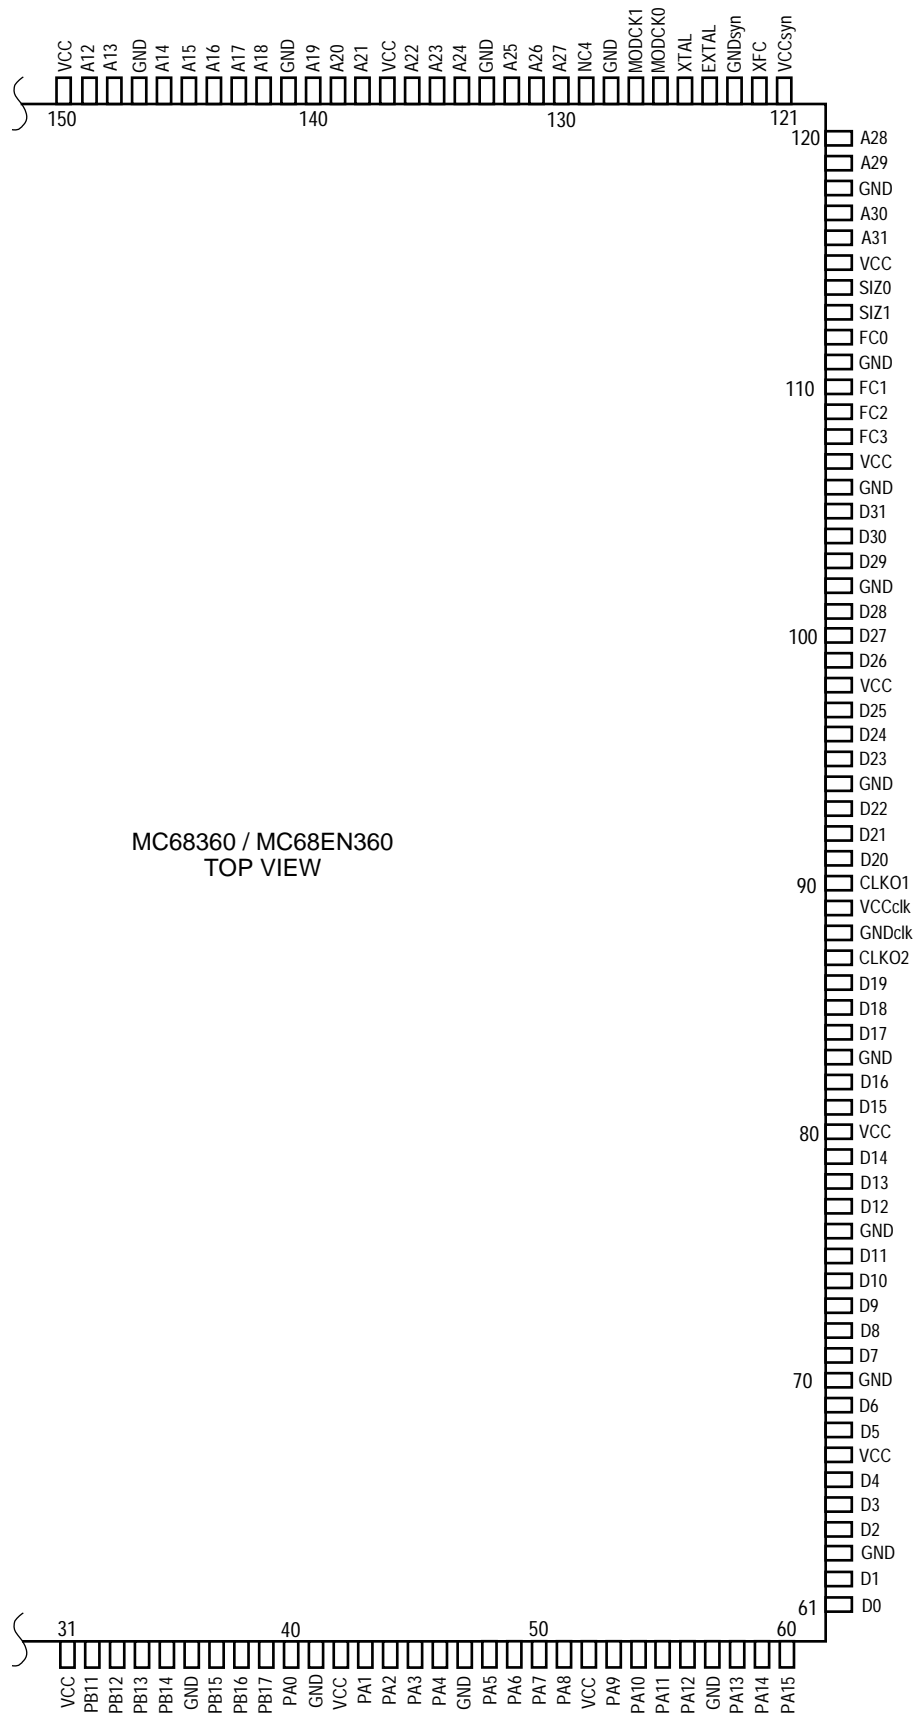 VCC
A12
A13
GND
A14
A15
A16
A17
A18
GND
A19
A20
A21
VCC
A22
A23
A24
GND
A25
A26
A27
NC4
GND
MODCK1
MODCK0
XTAL
EXTAL
GNDsyn
XFC
VCCsyn
150
140
130
121
120
A28
A29
GND
A30
A31
VCC
SIZ0
SIZ1
FC0
GND
110
FC1
FC2
FC3
VCC
GND
D31
D30
D29
GND
D28
100
D27
D26
VCC
D25
D24
D23
GND
D22
D21
D20
MC68360 / MC68EN360
TOP VIEW
90
CLKO1
VCCclk
GNDclk
CLKO2
D19
D18
D17
GND
D16
D15
80
VCC
D14
D13
D12
GND
D11
D10
D9
D8
D7
70
GND
D6
D5
VCC
D4
D3
D2
GND
D1
61
D0
31
40
50
60
VCC
PB11
PB12
PB13
PB14
GND
PB15
PB16
PB17
PA0
GND
VCC
PA1
PA2
PA3
PA4
GND
PA5
PA6
PA7
PA8
VCC
PA9
PA10
PA11
PA12
GND
PA13
PA14
PA15